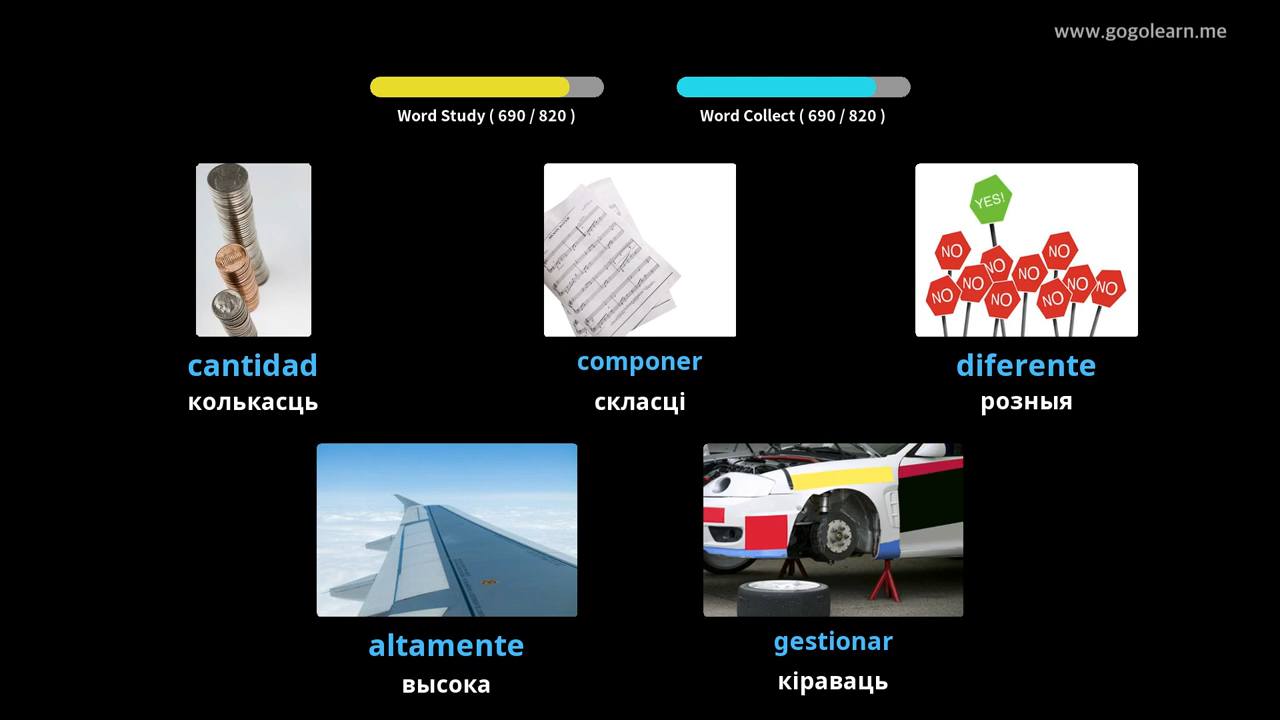 www.gogolearn.me
Word Study ( 690 / 820 )
Word Collect ( 690 / 820 )
YES!
NO
NO
NO
NO
NO
NO
NO
NO
NO
NO
cantidad
колькасць
componer
скласці
diferente
розныя
altamente
высока
gestionar
кіраваць